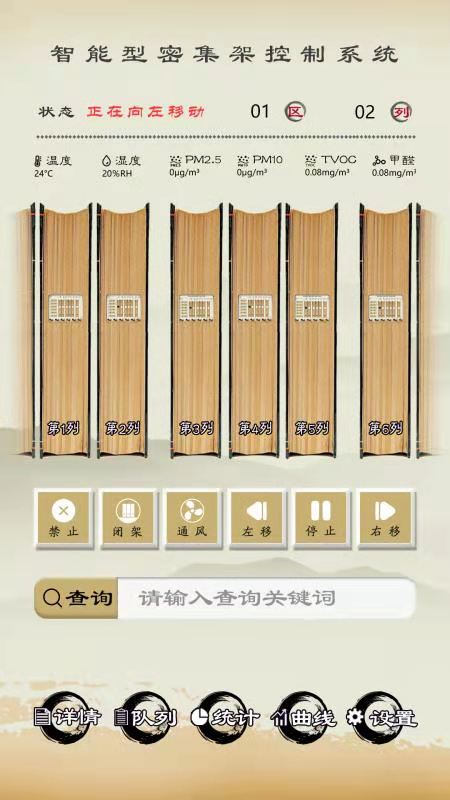 智能型密集架控制系统
状态 正在向左移动 01 区 02 列
温度 湿度 PM2.5 PM10 TVOC 甲醛
24°C 20%RH 0μg/m³ 0μg/m³ 0.08mg/m³ 0.08mg/m³
第1列 第2列 第3列 第4列 第5列 第6列
禁止 闭架 通风 左移 停止 右移
查询 请输入查询关键词
详情 队列 统计 曲线 设置